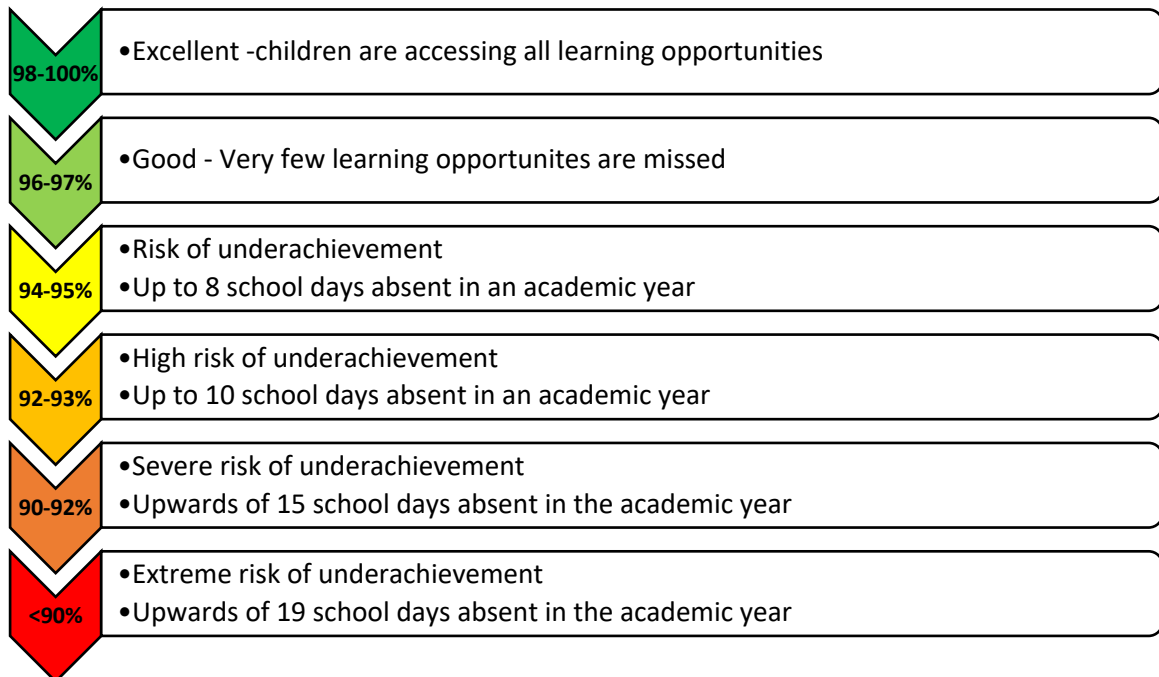 98-100%
•Excellent -children are accessing all learning opportunities
96-97%
•Good - Very few learning opportunites are missed
94-95%
•Risk of underachievement
•Up to 8 school days absent in an academic year
92-93%
•High risk of underachievement
•Up to 10 school days absent in an academic year
90-92%
•Severe risk of underachievement
•Upwards of 15 school days absent in the academic year
<90%
•Extreme risk of underachievement
•Upwards of 19 school days absent in the academic year